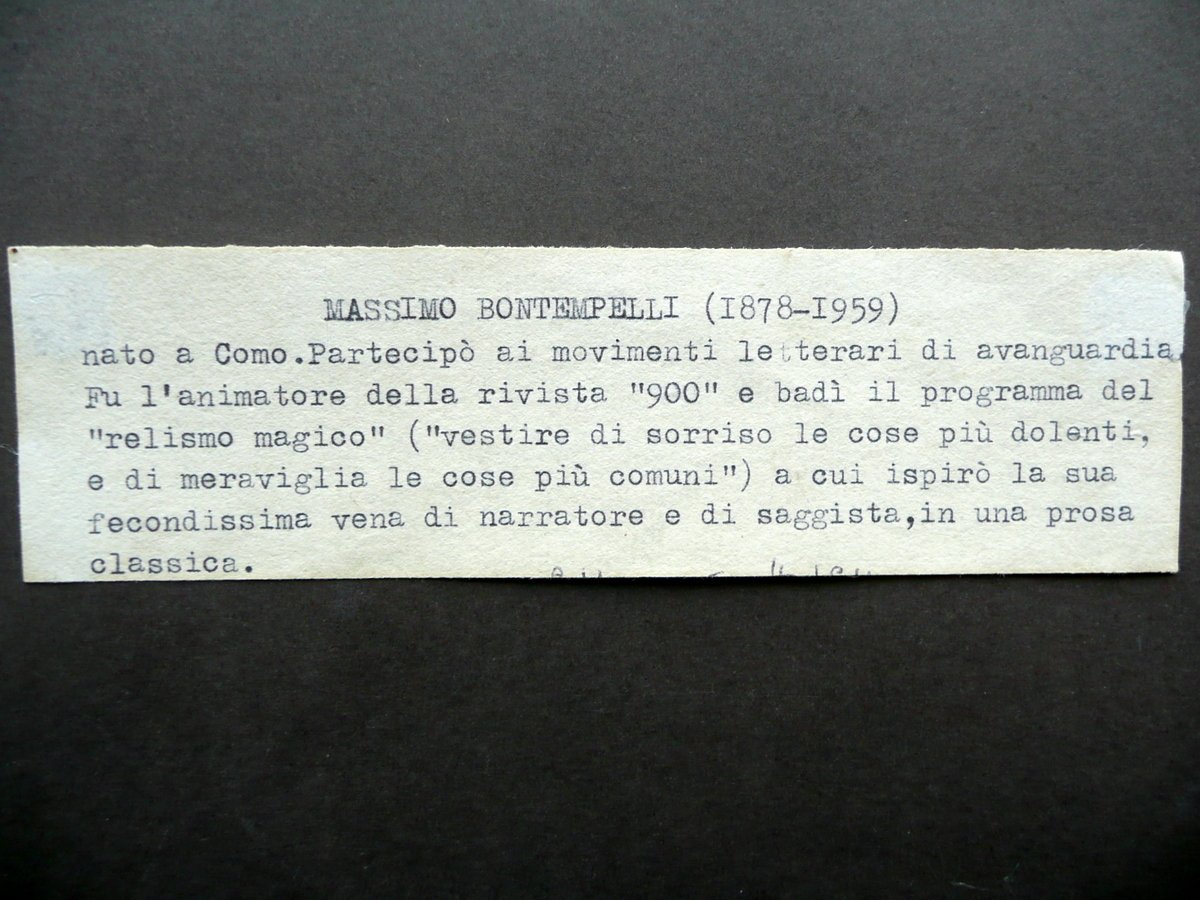 MASSIMO BONTEMPELLI (I878-I959)
nato a Como.Partecipò ai movimenti letterari di avanguardia.
Fu l'animatore della rivista "900" e badì il programma del
"relismo magico" ("vestire di sorriso le cose più dolenti,
e di meraviglia le cose più comuni") a cui ispirò la sua
fecondissima vena di narratore e di saggista,in una prosa
classica.